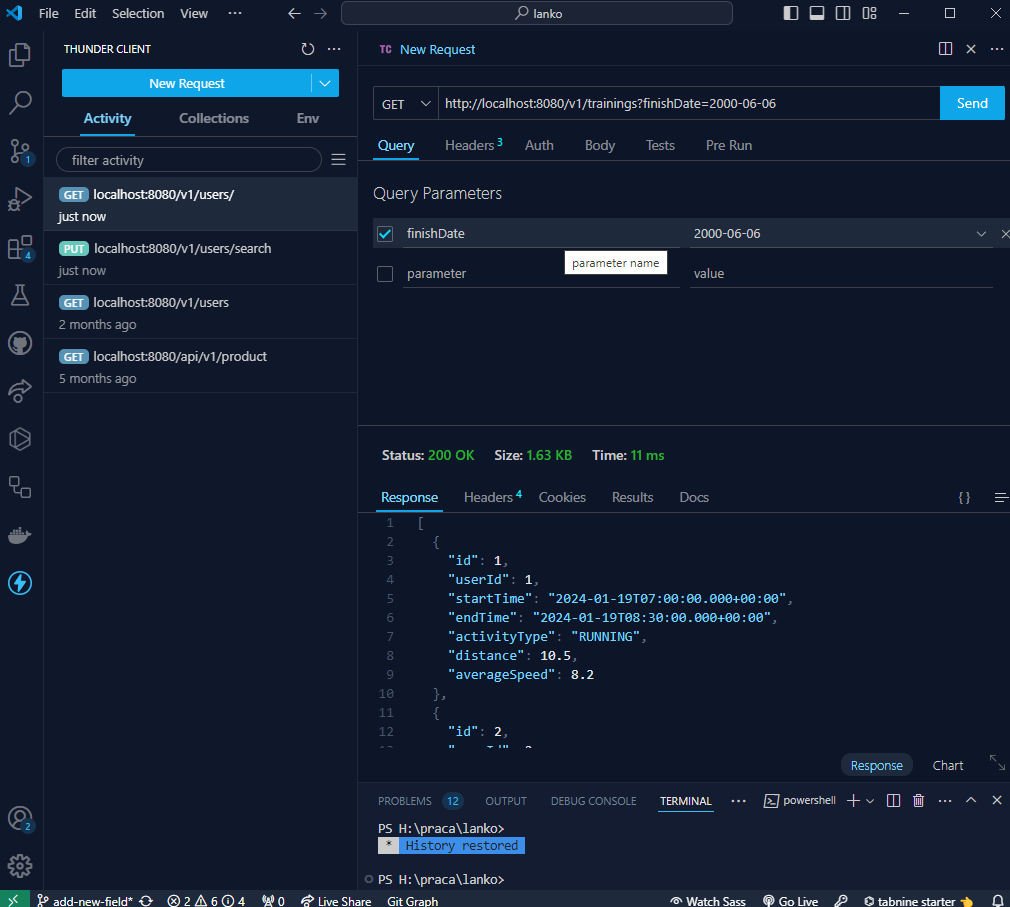 File Edit Selection View ··· lanko
THUNDER CLIENT
New Request
Activity Collections Env
filter activity
GET localhost:8080/v1/users/
just now
PUT localhost:8080/v1/users/search
just now
GET localhost:8080/v1/users
2 months ago
GET localhost:8080/api/v1/product
5 months ago
1
4
2
TC New Request
GET http://localhost:8080/v1/trainings?finishDate=2000-06-06 Send
Query Headers 3 Auth Body Tests Pre Run
Query Parameters
finishDate 2000-06-06
parameter name
parameter value
Status: 200 OK Size: 1.63 KB Time: 11 ms
Response Headers 4 Cookies Results Docs {}
1 [
2 {
3 "id": 1,
4 "userId": 1,
5 "startTime": "2024-01-19T07:00:00.000+00:00",
6 "endTime": "2024-01-19T08:30:00.000+00:00",
7 "activityType": "RUNNING",
8 "distance": 10.5,
9 "averageSpeed": 8.2
10 },
11 {
12 "id": 2,
Response Chart
PROBLEMS 12 OUTPUT DEBUG CONSOLE TERMINAL ··· powershell
PS H:\praca\lanko>
* History restored
PS H:\praca\lanko>
add-new-field* 2 6 4 0 Live Share Git Graph Watch Sass Go Live tabnine starter